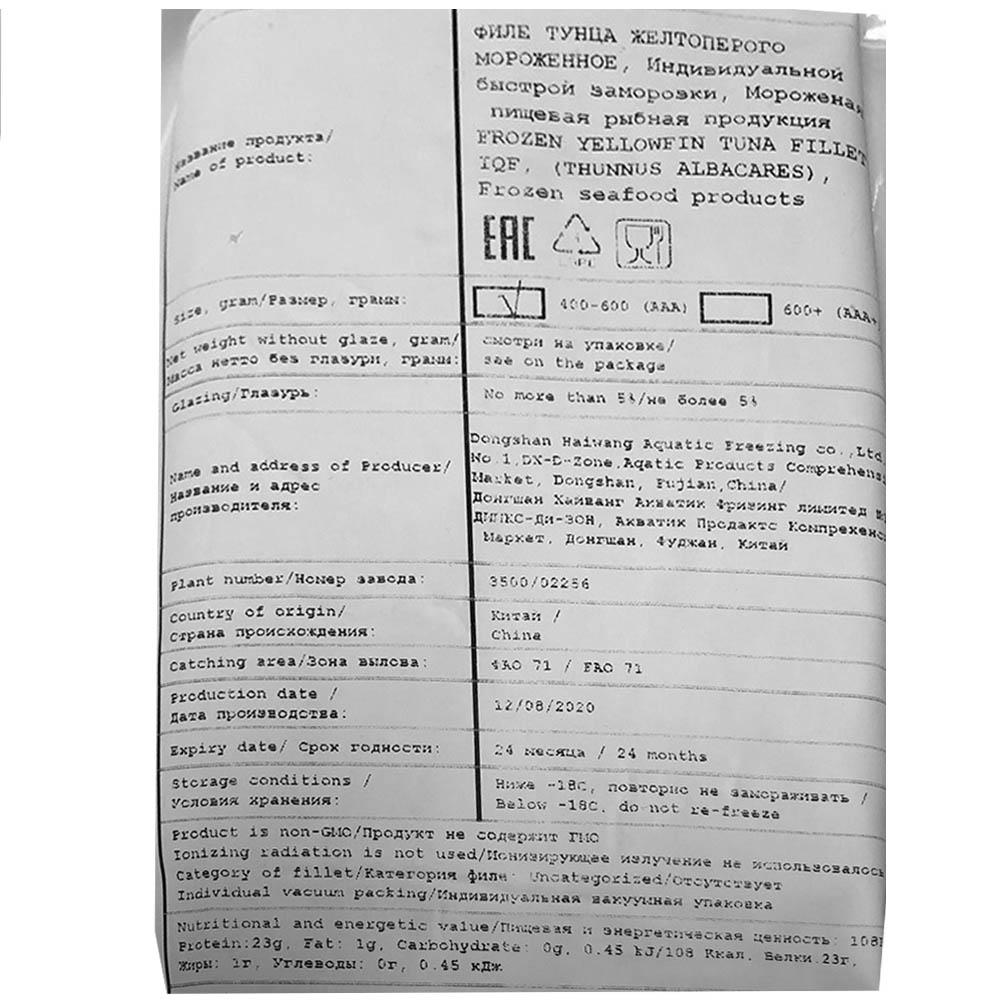 ФИЛЕ ТУНЦА ЖЕЛТОПЕРОГО
МОРОЖЕННОЕ, Индивидуальной
быстрой заморозки, Мороженая
пищевая рыбная продукция
FROZEN YELLOWFIN TUNA FILLET
IQF, (THUNNUS ALBACARES),
Frozen seafood products
Название продукта/
Name of product:
EAC
Size, gram/Размер, грамм:
400-600 (AAA) 600+ (AAA+
Net weight without glaze, gram/
Масса нетто без глазури, грамм:
смотри на упаковке/
see on the package
Glazing/Глазурь:
No more than 5%/не более 5%
Name and address of Producer/
Название и адрес
производителя:
Dongshan Haiwang Aquatic Freezing co.,Ltd
No.1,DX-D-Zone,Aqatic Products Comprehensi
Market, Dongshan, Fujian,China/
Донгшан Хайванг Акватик Фризинг лимитед
ДИИКС-ДИ-ЗОН, Акватик Продактс Компрехенс
Маркет, Донгшан, Фуджан, Китай
Plant number/Номер завода:
3500/02256
Country of origin/
Страна происхождения:
Китай /
China
Catching area/Зона вылова:
ФАО 71 / FAO 71
Production date /
Дата производства:
12/08/2020
Expiry date/ Срок годности:
24 месяца / 24 months
Storage conditions /
Условия хранения:
Ниже -18С, повторно не замораживать /
Below -18C, do not re-freeze
Product is non-GMO/Продукт не содержит ГМО
Ionizing radiation is not used/Ионизирующее излучение не использовалось
Category of fillet/Категория филе: Uncategorized/Отсутствует
Individual vacuum packing/Индивидуальная вакуумная упаковка
Nutritional and energetic value/Пищевая и энергетическая ценность: 108
Protein:23g, Fat: 1g, Carbohydrate: 0g, 0.45 kJ/108 Ккал, Белки:23г,
Жиры: 1г, Углеводы: 0г, 0.45 кДж